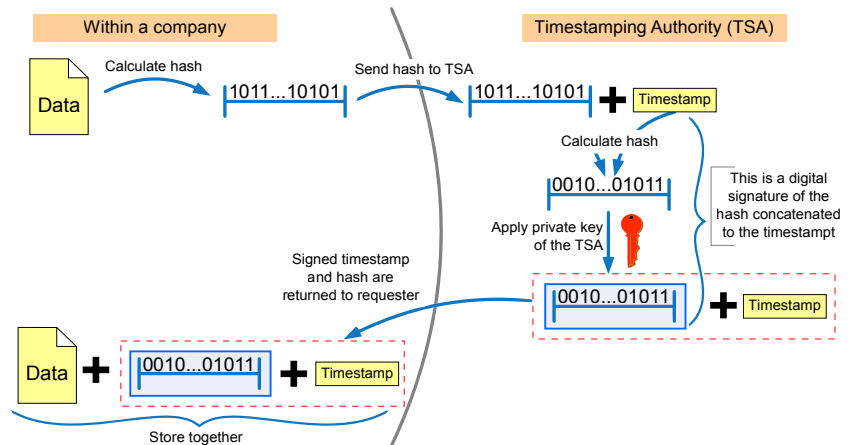 Within a company
Timestamping Authority (TSA)
Calculate hash
Send hash to TSA
Data
1011...10101
1011...10101
Timestamp
Calculate hash
This is a digital
signature of the
hash concatenated
to the timestampt
0010...01011
Apply private key
of the TSA
Signed timestamp
and hash are
returned to requester
0010...01011
Timestamp
Data
0010...01011
Timestamp
Store together